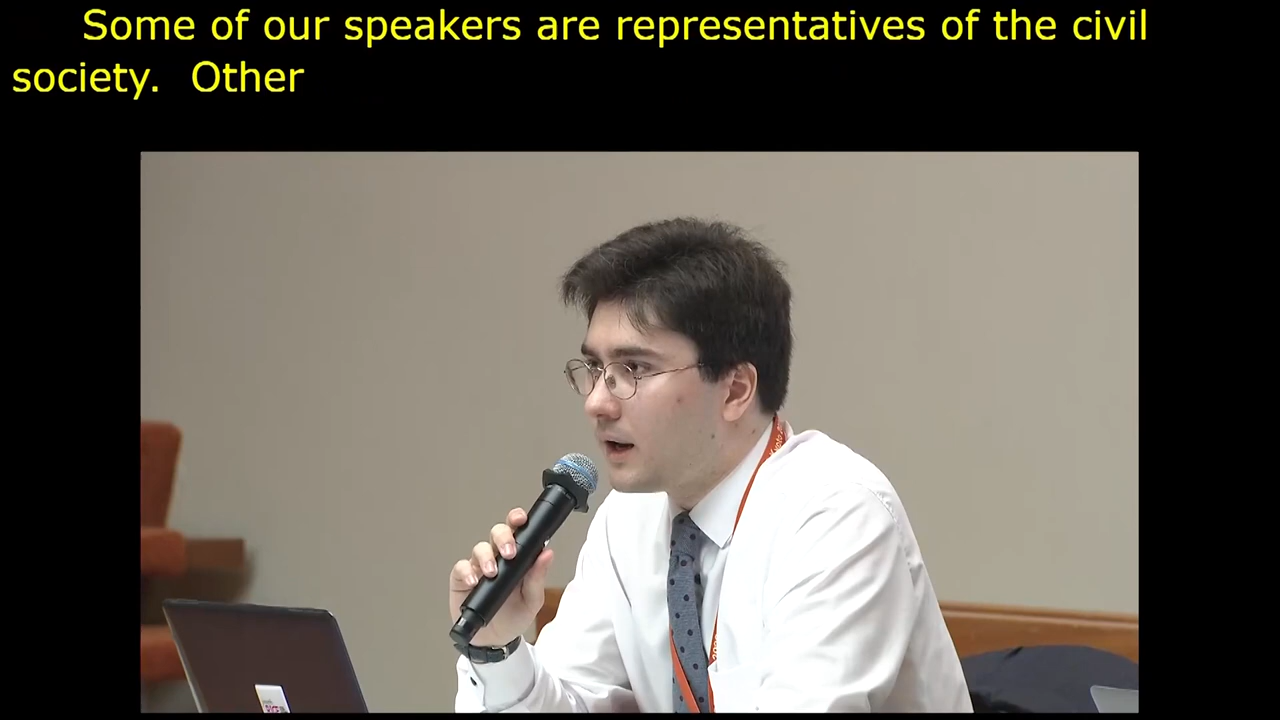 Some of our speakers are representatives of the civil
society.  Other